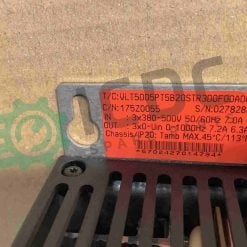 T/C:VLT5005PT5B20STR3D0F00A00
C/N:175Z0055 S/N:027828
IN : 3x380-500V 50/60Hz 7.0A
OUT : 3x0-Uin 0-1000Hz 7.2A 6.3A
Chassis/IP20: Tamb MAX.45°C/113°F